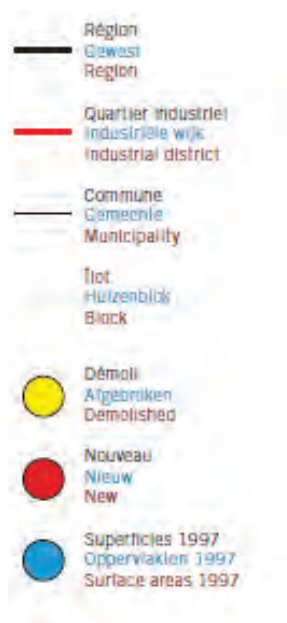 Région
Gewest
Region
Quartier industriel
Industriële wijk
Industrial district
Commune
Gemeente
Municipality
Îlot
Huizenblok
Block
Démoli
Afgebroken
Demolished
Nouveau
Nieuw
New
Superficies 1997
Oppervlakten 1997
Surface areas 1997